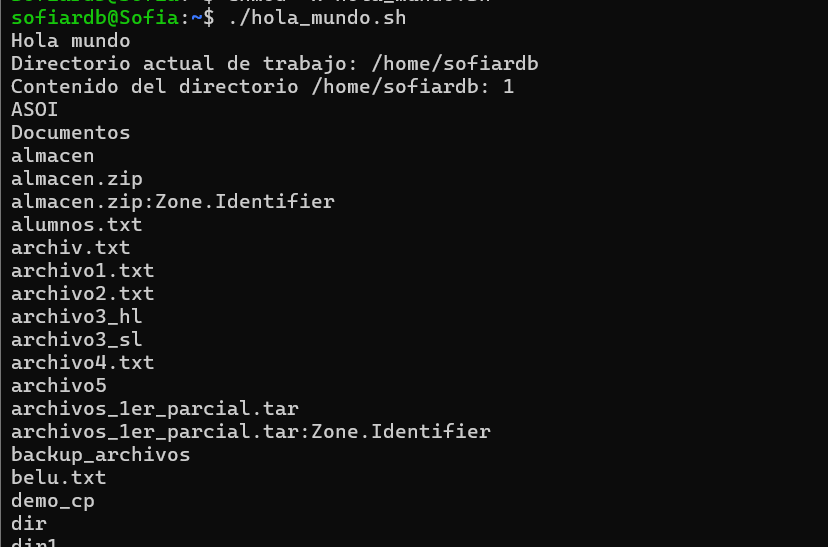 sofiardb@Sofia:~$ ./hola_mundo.sh
Hola mundo
Directorio actual de trabajo: /home/sofiardb
Contenido del directorio /home/sofiardb: 1
ASOI
Documentos
almacen
almacen.zip
almacen.zip:Zone.Identifier
alumnos.txt
archiv.txt
archivo1.txt
archivo2.txt
archivo3_hl
archivo3_sl
archivo4.txt
archivo5
archivos_1er_parcial.tar
archivos_1er_parcial.tar:Zone.Identifier
backup_archivos
belu.txt
demo_cp
dir
dir1